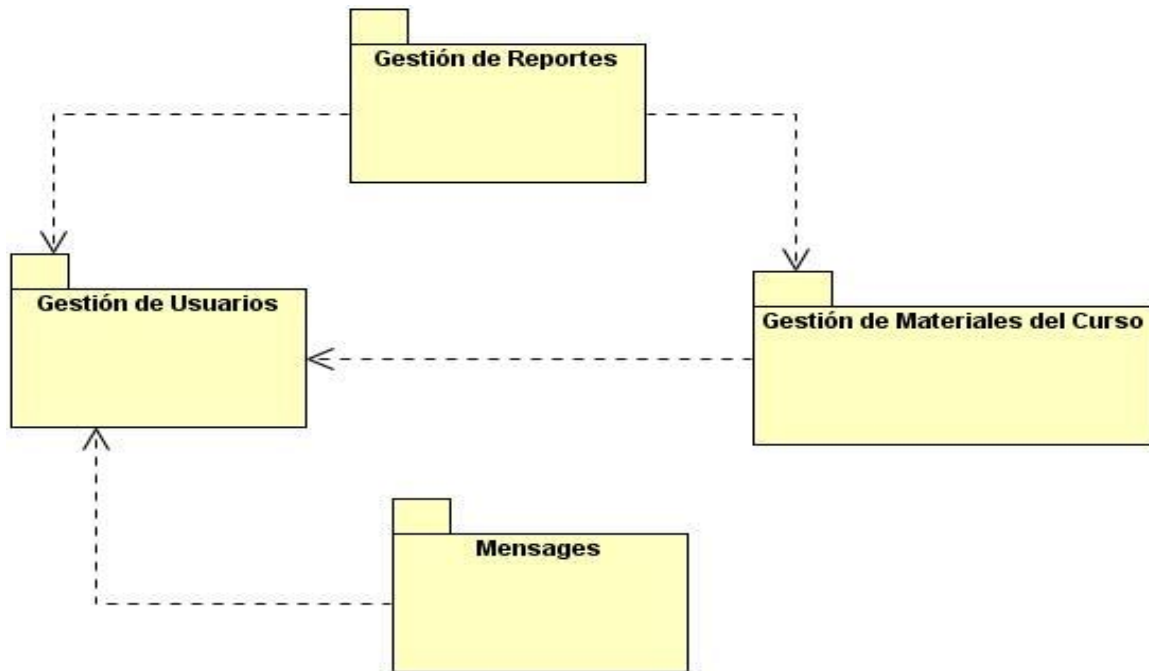 Gestión de Reportes
Gestión de Usuarios
Gestión de Materiales del Curso
Mensages